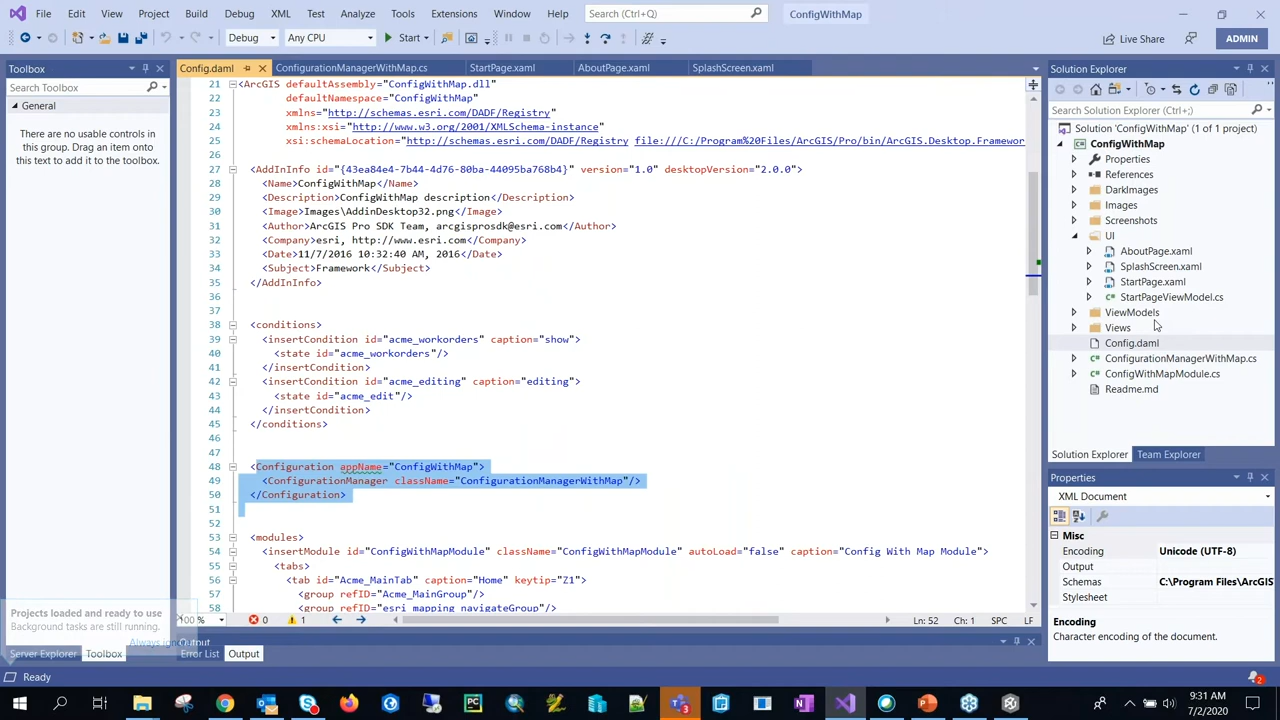 File Edit View Project Build Debug XML Test Analyze Tools Extensions Window Help Search (Ctrl+Q) ConfigWithMap
Debug Any CPU Start Live Share ADMIN
Toolbox
Search Toolbox
General
There are no usable controls in
this group. Drag an item onto
this text to add it to the toolbox.
Config.daml ConfigurationManagerWithMap.cs StartPage.xaml AboutPage.xaml SplashScreen.xaml
21 <ArcGIS defaultAssembly="ConfigWithMap.dll"
22 defaultNamespace="ConfigWithMap"
23 xmlns="http://schemas.esri.com/DADF/Registry"
24 xmlns:xsi="http://www.w3.org/2001/XMLSchema-instance"
25 xsi:schemaLocation="http://schemas.esri.com/DADF/Registry file:///C:/Program%20Files/ArcGIS/Pro/bin/ArcGIS.Desktop.Framewor
26
27 <AddInInfo id="{43ea84e4-7b44-4d76-80ba-44095ba768b4}" version="1.0" desktopVersion="2.0.0">
28 <Name>ConfigWithMap</Name>
29 <Description>ConfigWithMap description</Description>
30 <Image>Images\AddinDesktop32.png</Image>
31 <Author>ArcGIS Pro SDK Team, arcgisprosdk@esri.com</Author>
32 <Company>esri, http://www.esri.com</Company>
33 <Date>11/7/2016 10:32:40 AM, 2016</Date>
34 <Subject>Framework</Subject>
35 </AddInInfo>
36
37
38 <conditions>
39 <insertCondition id="acme_workorders" caption="show">
40 <state id="acme_workorders"/>
41 </insertCondition>
42 <insertCondition id="acme_editing" caption="editing">
43 <state id="acme_edit"/>
44 </insertCondition>
45 </conditions>
46
47
48 <Configuration appName="ConfigWithMap">
49 <ConfigurationManager className="ConfigurationManagerWithMap"/>
50 </Configuration>
51
52
53 <modules>
54 <insertModule id="ConfigWithMapModule" className="ConfigWithMapModule" autoLoad="false" caption="Config With Map Module">
55 <tabs>
56 <tab id="Acme_MainTab" caption="Home" keytip="Z1">
57 <group refID="Acme_MainGroup"/>
58 <group refID="esri_mapping_navigateGroup"/>
Projects loaded and ready to use
Background tasks are still running.
100 % 0 1 Ln: 52 Ch: 1 SPC LF
Output
Server Explorer Toolbox Error List Output
Ready
Solution Explorer
Search Solution Explorer (Ctrl+;)
Solution 'ConfigWithMap' (1 of 1 project)
ConfigWithMap
Properties
References
DarkImages
Images
Screenshots
UI
AboutPage.xaml
SplashScreen.xaml
StartPage.xaml
StartPageViewModel.cs
ViewModels
Views
Config.daml
ConfigurationManagerWithMap.cs
ConfigWithMapModule.cs
Readme.md
Solution Explorer Team Explorer
Properties
XML Document
Misc
Encoding Unicode (UTF-8)
Output
Schemas C:\Program Files\ArcGIS
Stylesheet
Encoding
Character encoding of the document.
2
3
9:31 AM
7/2/2020